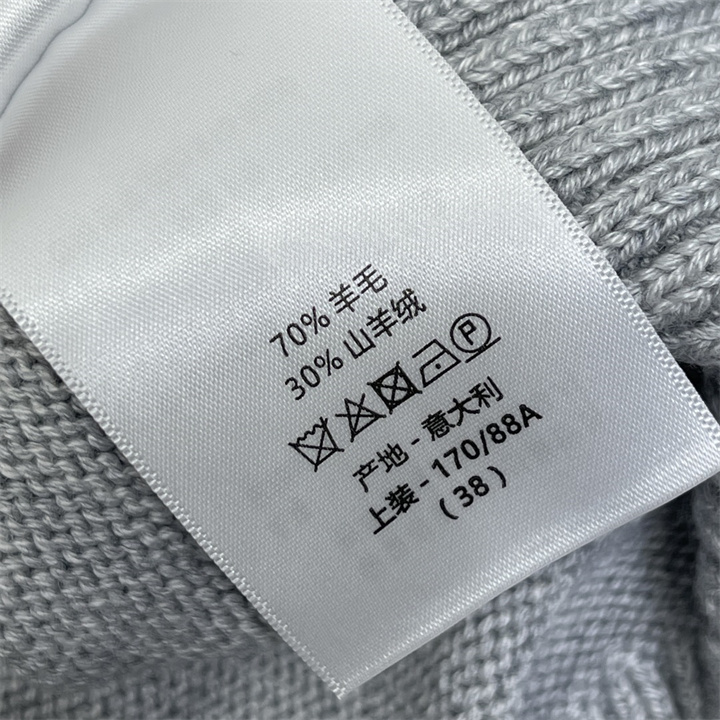 70% 羊毛
30% 山羊绒
P
产地 - 意大利
上装 - 170/88A
(38)